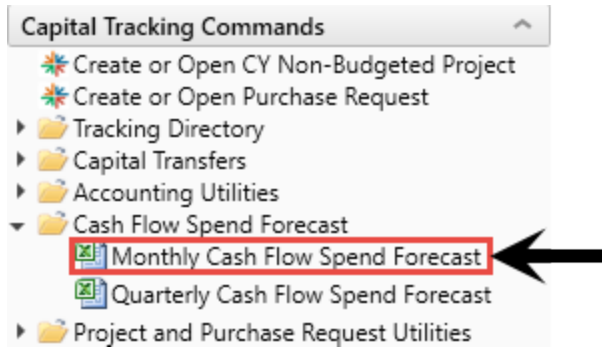 Capital Tracking Commands
Create or Open CY Non-Budgeted Project
Create or Open Purchase Request
Tracking Directory
Capital Transfers
Accounting Utilities
Cash Flow Spend Forecast
Monthly Cash Flow Spend Forecast
Quarterly Cash Flow Spend Forecast
Project and Purchase Request Utilities